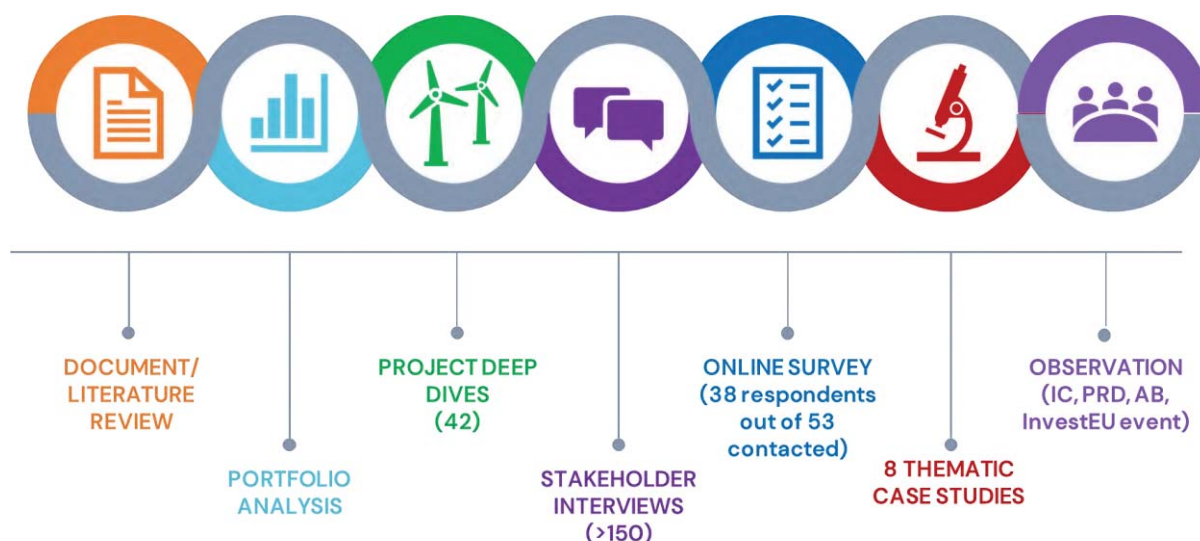 DOCUMENT/
LITERATURE
REVIEW
PORTFOLIO
ANALYSIS
PROJECT DEEP
DIVES
(42)
STAKEHOLDER
INTERVIEWS
(>150)
ONLINE SURVEY
(38 respondents
out of 53
contacted)
8 THEMATIC
CASE STUDIES
OBSERVATION
(IC, PRD, AB,
InvestEU event)